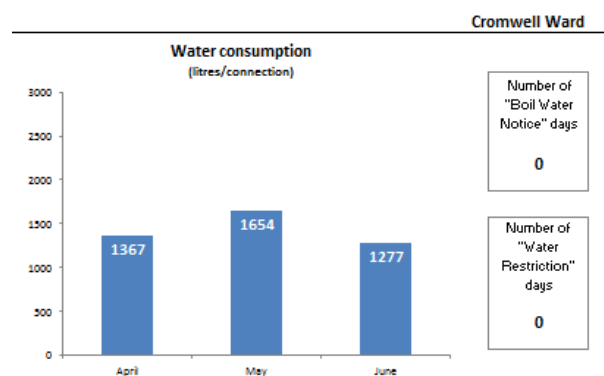 Cromwell Ward
Water consumption
(litres/connection)
3000
2500
2000
1500
1000
500
0
1367
1654
1277
April
May
June
Number of
"Boil Water
Notice" days
0
Number of
"Water
Restriction"
days
0